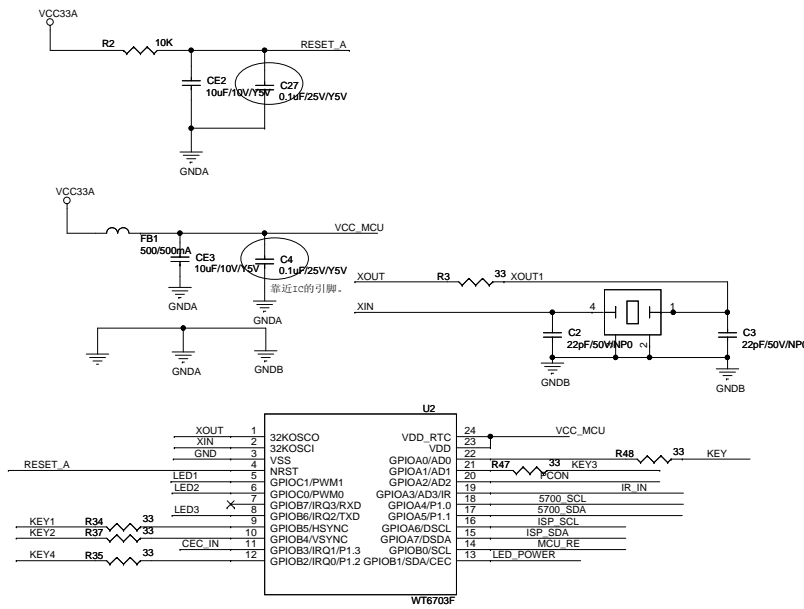 VCC33A
R2 10K RESET_A
CE2
10uF/10V/Y5V
C27
0.1uF/25V/Y5V
GNDA
VCC33A
VCC_MCU
FB1
500/500mA
CE3
10uF/10V/Y5V
C4
0.1uF/25V/Y5V
靠近IC的引脚。
GNDA
GNDA
GNDA
GNDB
XOUT R3 33 XOUT1
XIN
4 1
2
C2
22pF/50V/NP0
C3
22pF/50V/NP0
GNDB
GNDB
U2
XOUT 1 32KOSCO
XIN 2 32KOSCI
GND 3 VSS
RESET_A 4 NRST
LED1 5 GPIOC1/PWM1
LED2 6 GPIOC0/PWM0
7 GPIOB7/IRQ3/RXD
LED3 8 GPIOB6/IRQ2/TXD
KEY1 R34 33 9 GPIOB5/HSYNC
KEY2 R37 33 10 GPIOB4/VSYNC
CEC_IN 11 GPIOB3/IRQ1/P1.3
KEY4 R35 33 12 GPIOB2/IRQ0/P1.2
VDD_RTC 24 VCC_MCU
VDD 23
GPIOA0/AD0 22 R48 33 KEY
GPIOA1/AD1 21 R47 33 KEY3
GPIOA2/AD2 20 PCON
GPIOA3/AD3/IR 19 IR_IN
GPIOA4/P1.0 18 5700_SCL
GPIOA5/P1.1 17 5700_SDA
GPIOA6/DSCL 16 ISP_SCL
GPIOA7/DSDA 15 ISP_SDA
GPIOB0/SCL 14 MCU_RE
GPIOB1/SDA/CEC 13 LED_POWER
WT6703F